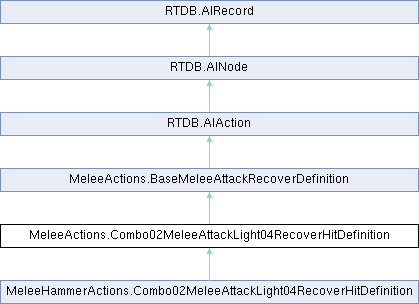 RTDB.AIRecord
RTDB.AINode
RTDB.AIAction
MeleeActions.BaseMeleeAttackRecoverDefinition
MeleeActions.Combo02MeleeAttackLight04RecoverHitDefinition
MeleeHammerActions.Combo02MeleeAttackLight04RecoverHitDefinition